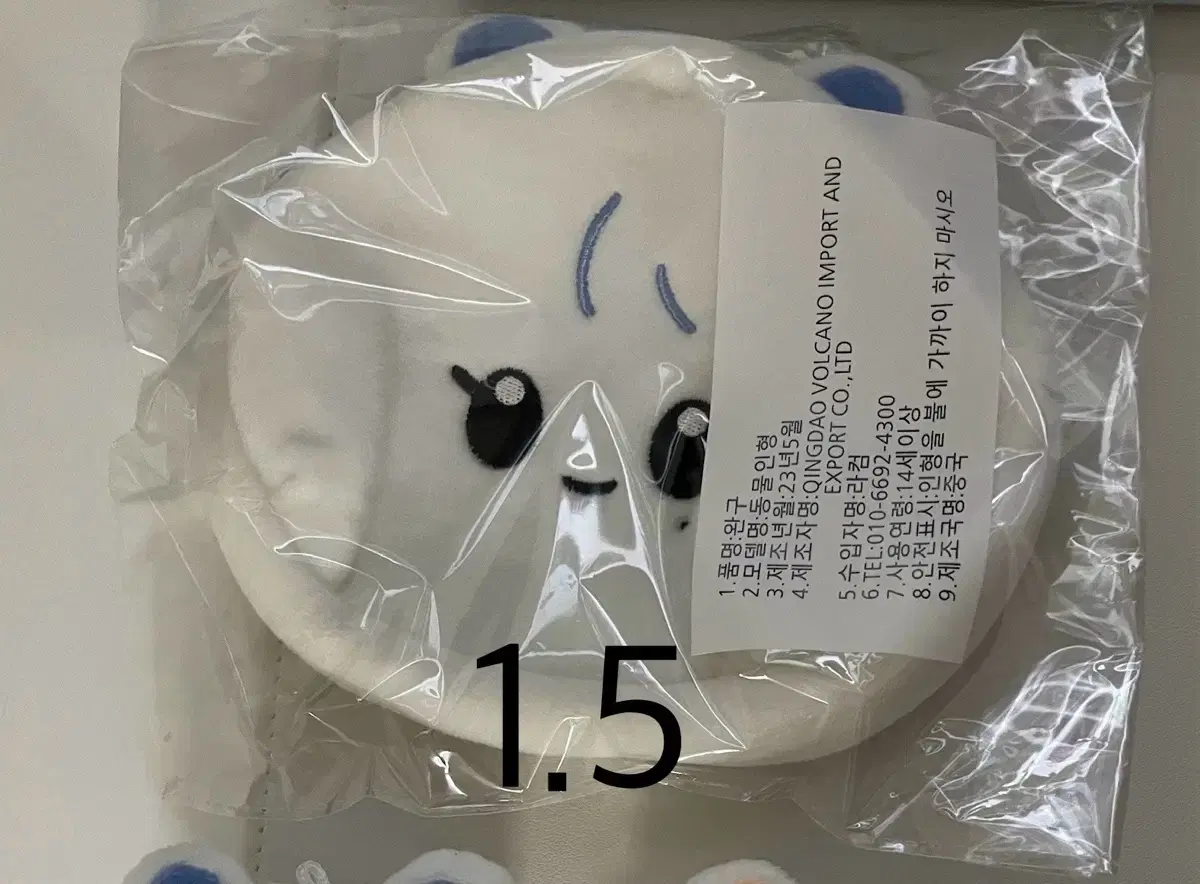 1.품명:완구
2.모델명:동물인형
3.제조년월:23년5월
4.제조자명:QINGDAO VOLCANO IMPORT AND
EXPORT CO.,LTD
5.수입자명:라컴
6.TEL:010-6692-4300
7.사용연령:14세이상
8.안전표시:인형을 불에 가까이 하지 마시오
9.제조국명:중국
1.5